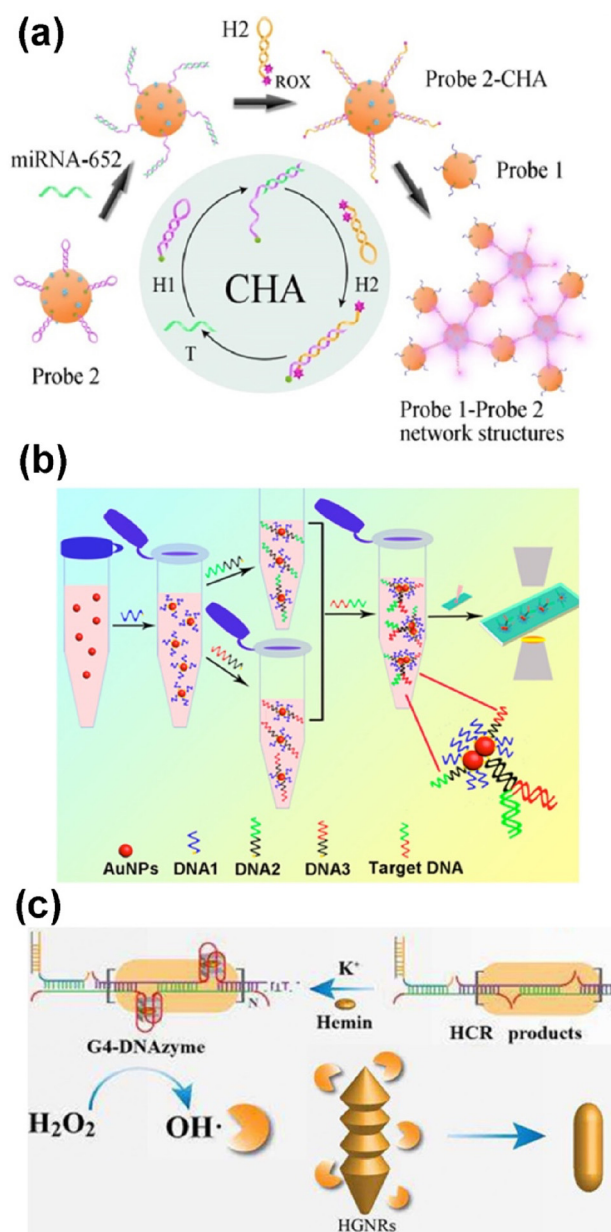 (a)
H2
ROX
Probe 2-CHA
miRNA-652
Probe 1
H1
CHA
H2
T
Probe 2
Probe 1-Probe 2
network structures
(b)
AuNPs
DNA1
DNA2
DNA3
Target DNA
(c)
K⁺
Hemin
N
G4-DNAzyme
HCR products
H₂O₂
OH·
HGNRs